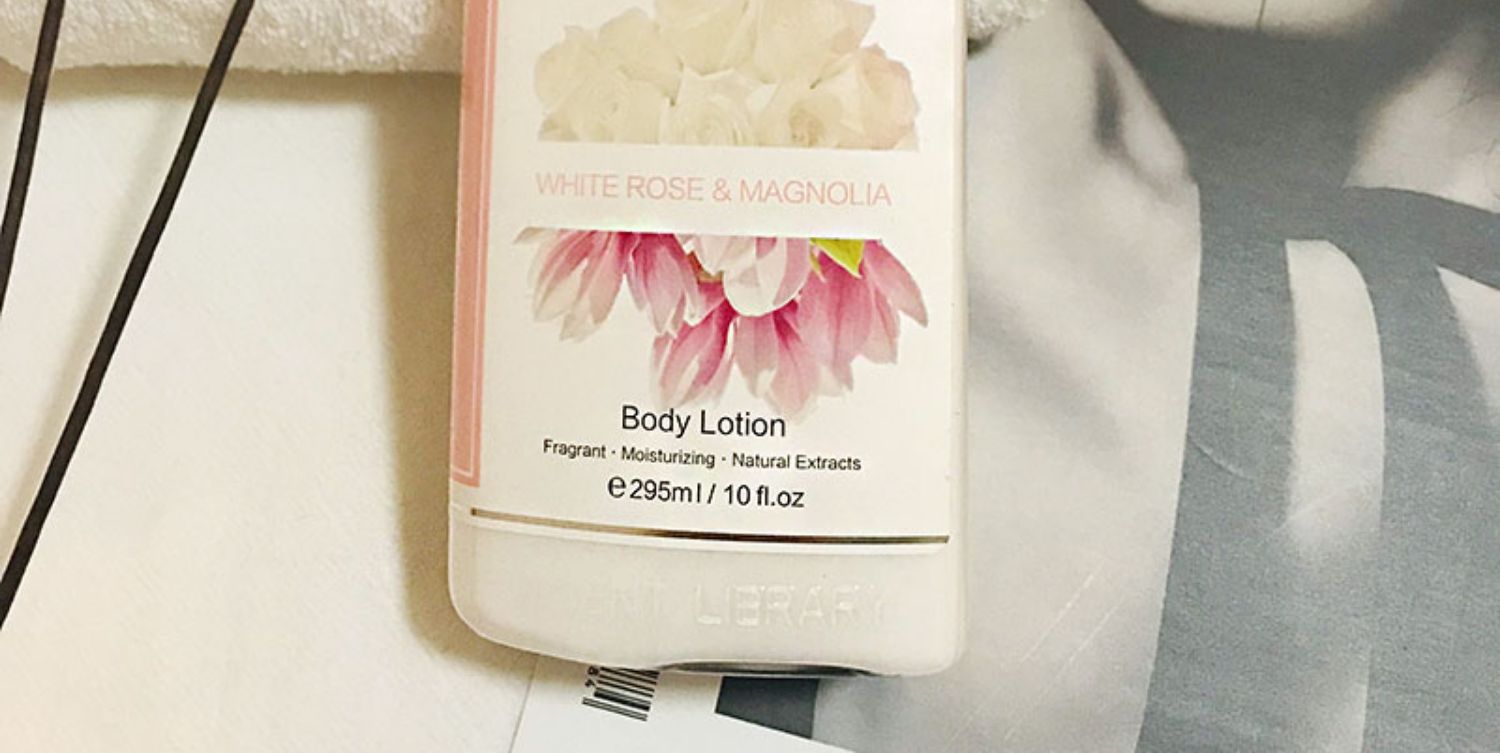 WHITE ROSE & MAGNOLIA
Body Lotion
Fragrant · Moisturizing · Natural Extracts
℮295ml / 10 fl.oz
LIBRARY